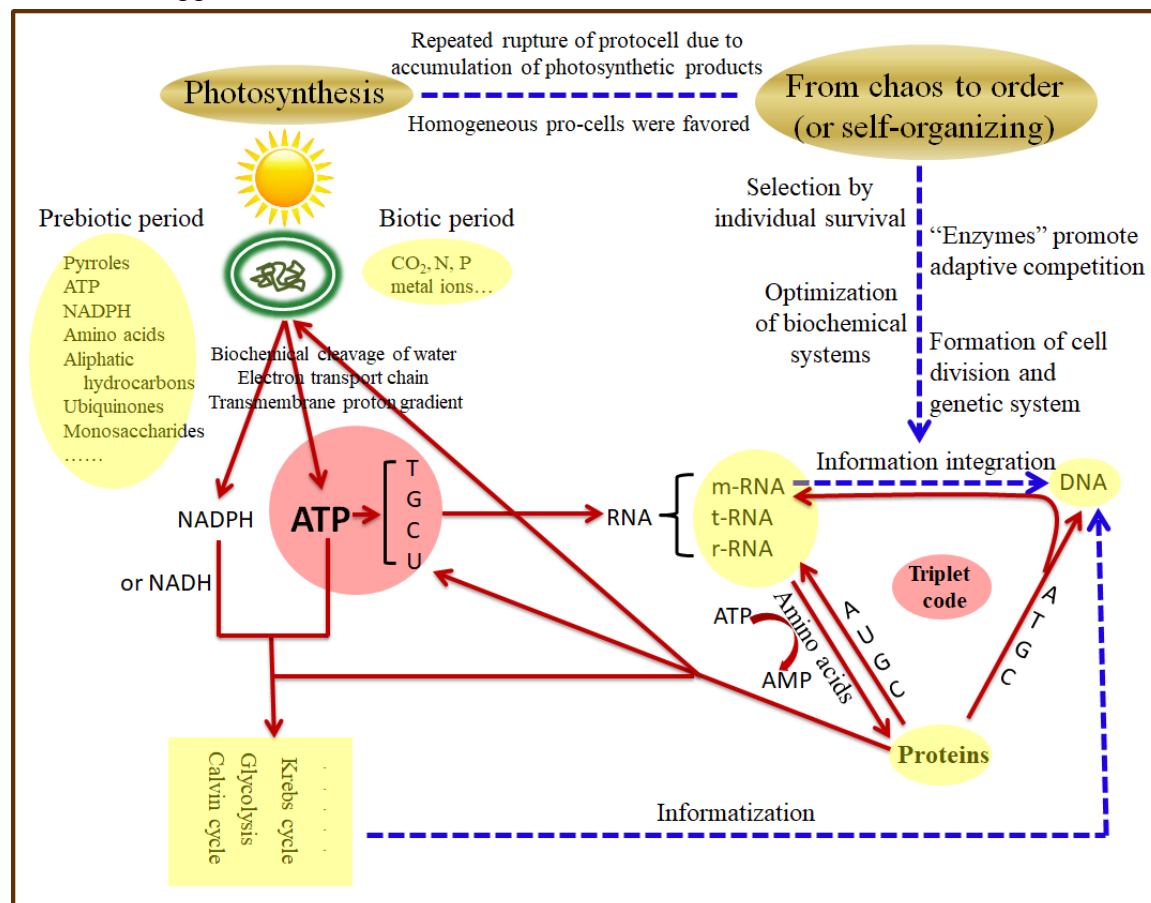 Repeated rupture of protocell due to
accumulation of photosynthetic products
Photosynthesis
Homogeneous pro-cells were favored
From chaos to order
(or self-organizing)
Prebiotic period
Pyrroles
ATP
NADPH
Amino acids
Aliphatic
hydrocarbons
Ubiquinones
Monosaccharides
……
Biotic period
CO₂, N, P
metal ions…
Selection by
individual survival
“Enzymes” promote
adaptive competition
Optimization
of biochemical
systems
Formation of cell
division and
genetic system
Biochemical cleavage of water
Electron transport chain
Transmembrane proton gradient
NADPH
or NADH
ATP
T
G
C
U
RNA
m-RNA
t-RNA
r-RNA
Information integration
DNA
Triplet
code
ATP
AMP
Amino acids
A U G C
A T G C
Proteins
Krebs cycle
Glycolysis
Calvin cycle
. . . . .
Informatization